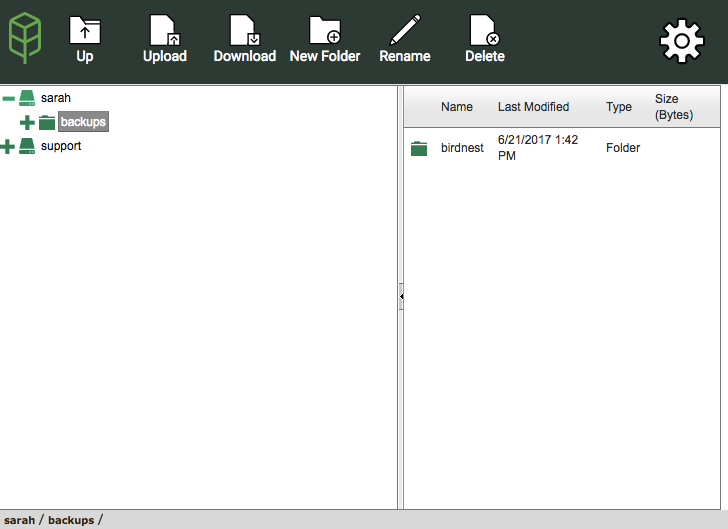 Up
Upload
Download
New Folder
Rename
Delete
sarah
backups
support
Name
Last Modified
Type
Size
(Bytes)
birdnest
6/21/2017 1:42
PM
Folder
sarah / backups /